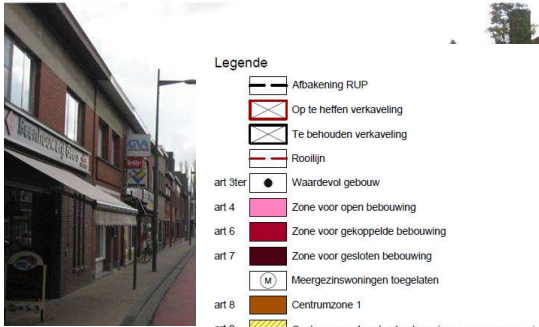 Beenhouwerij
GVA
Legende
Afbakening RUP
Op te heffen verkaveling
Te behouden verkaveling
Rooilijn
art 3ter Waardevol gebouw
art 4 Zone voor open bebouwing
art 6 Zone voor gekoppelde bebouwing
art 7 Zone voor gesloten bebouwing
M Meergezinswoningen toegelaten
art 8 Centrumzone 1